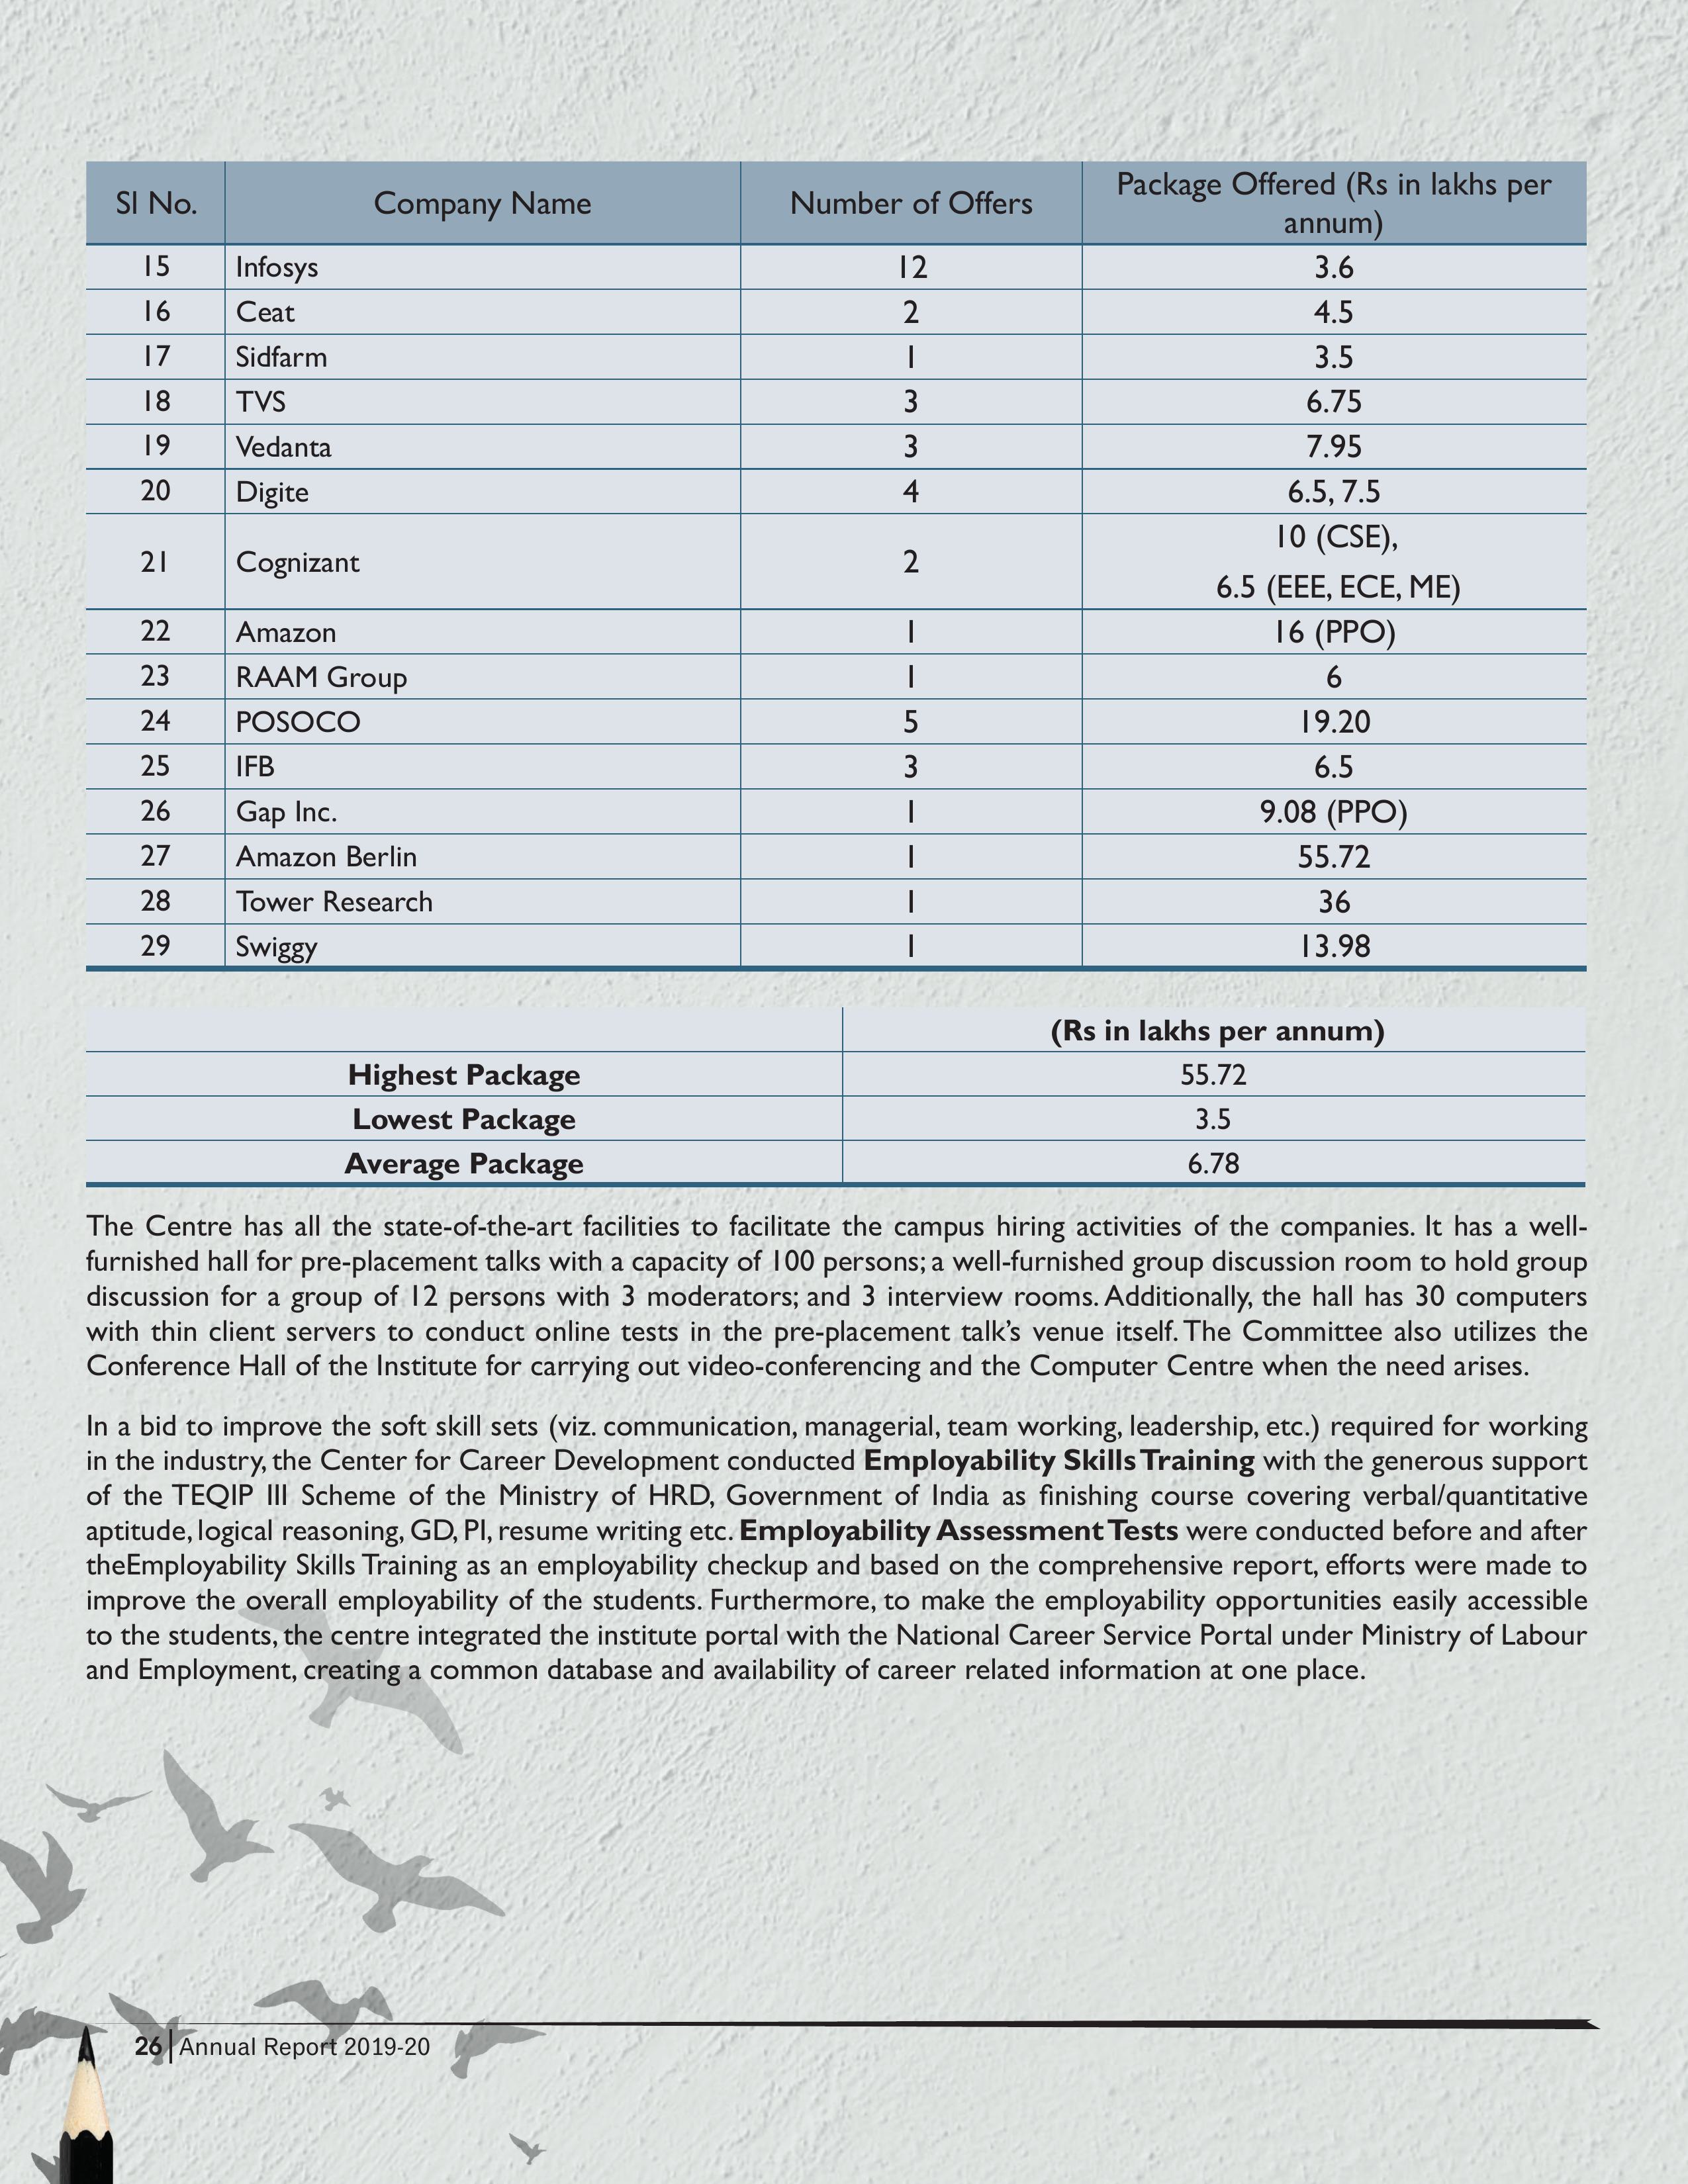 Sl No. Company Name Number of Offers Package Offered (Rs in lakhs per
annum)
15 Infosys 12 3.6
16 Ceat 2 4.5
17 Sidfarm 1 3.5
18 TVS 3 6.75
19 Vedanta 3 7.95
20 Digite 4 6.5, 7.5
21 Cognizant 2 10 (CSE),
6.5 (EEE, ECE, ME)
22 Amazon 1 16 (PPO)
23 RAAM Group 1 6
24 POSOCO 5 19.20
25 IFB 3 6.5
26 Gap Inc. 1 9.08 (PPO)
27 Amazon Berlin 1 55.72
28 Tower Research 1 36
29 Swiggy 1 13.98
(Rs in lakhs per annum)
Highest Package 55.72
Lowest Package 3.5
Average Package 6.78
The Centre has all the state-of-the-art facilities to facilitate the campus hiring activities of the companies. It has a well-
furnished hall for pre-placement talks with a capacity of 100 persons; a well-furnished group discussion room to hold group
discussion for a group of 12 persons with 3 moderators; and 3 interview rooms. Additionally, the hall has 30 computers
with thin client servers to conduct online tests in the pre-placement talk's venue itself. The Committee also utilizes the
Conference Hall of the Institute for carrying out video-conferencing and the Computer Centre when the need arises.
In a bid to improve the soft skill sets (viz. communication, managerial, team working, leadership, etc.) required for working
in the industry, the Center for Career Development conducted Employability Skills Training with the generous support
of the TEQIP III Scheme of the Ministry of HRD, Government of India as finishing course covering verbal/quantitative
aptitude, logical reasoning, GD, PI, resume writing etc. Employability Assessment Tests were conducted before and after
theEmployability Skills Training as an employability checkup and based on the comprehensive report, efforts were made to
improve the overall employability of the students. Furthermore, to make the employability opportunities easily accessible
to the students, the centre integrated the institute portal with the National Career Service Portal under Ministry of Labour
and Employment, creating a common database and availability of career related information at one place.
26 Annual Report 2019-20